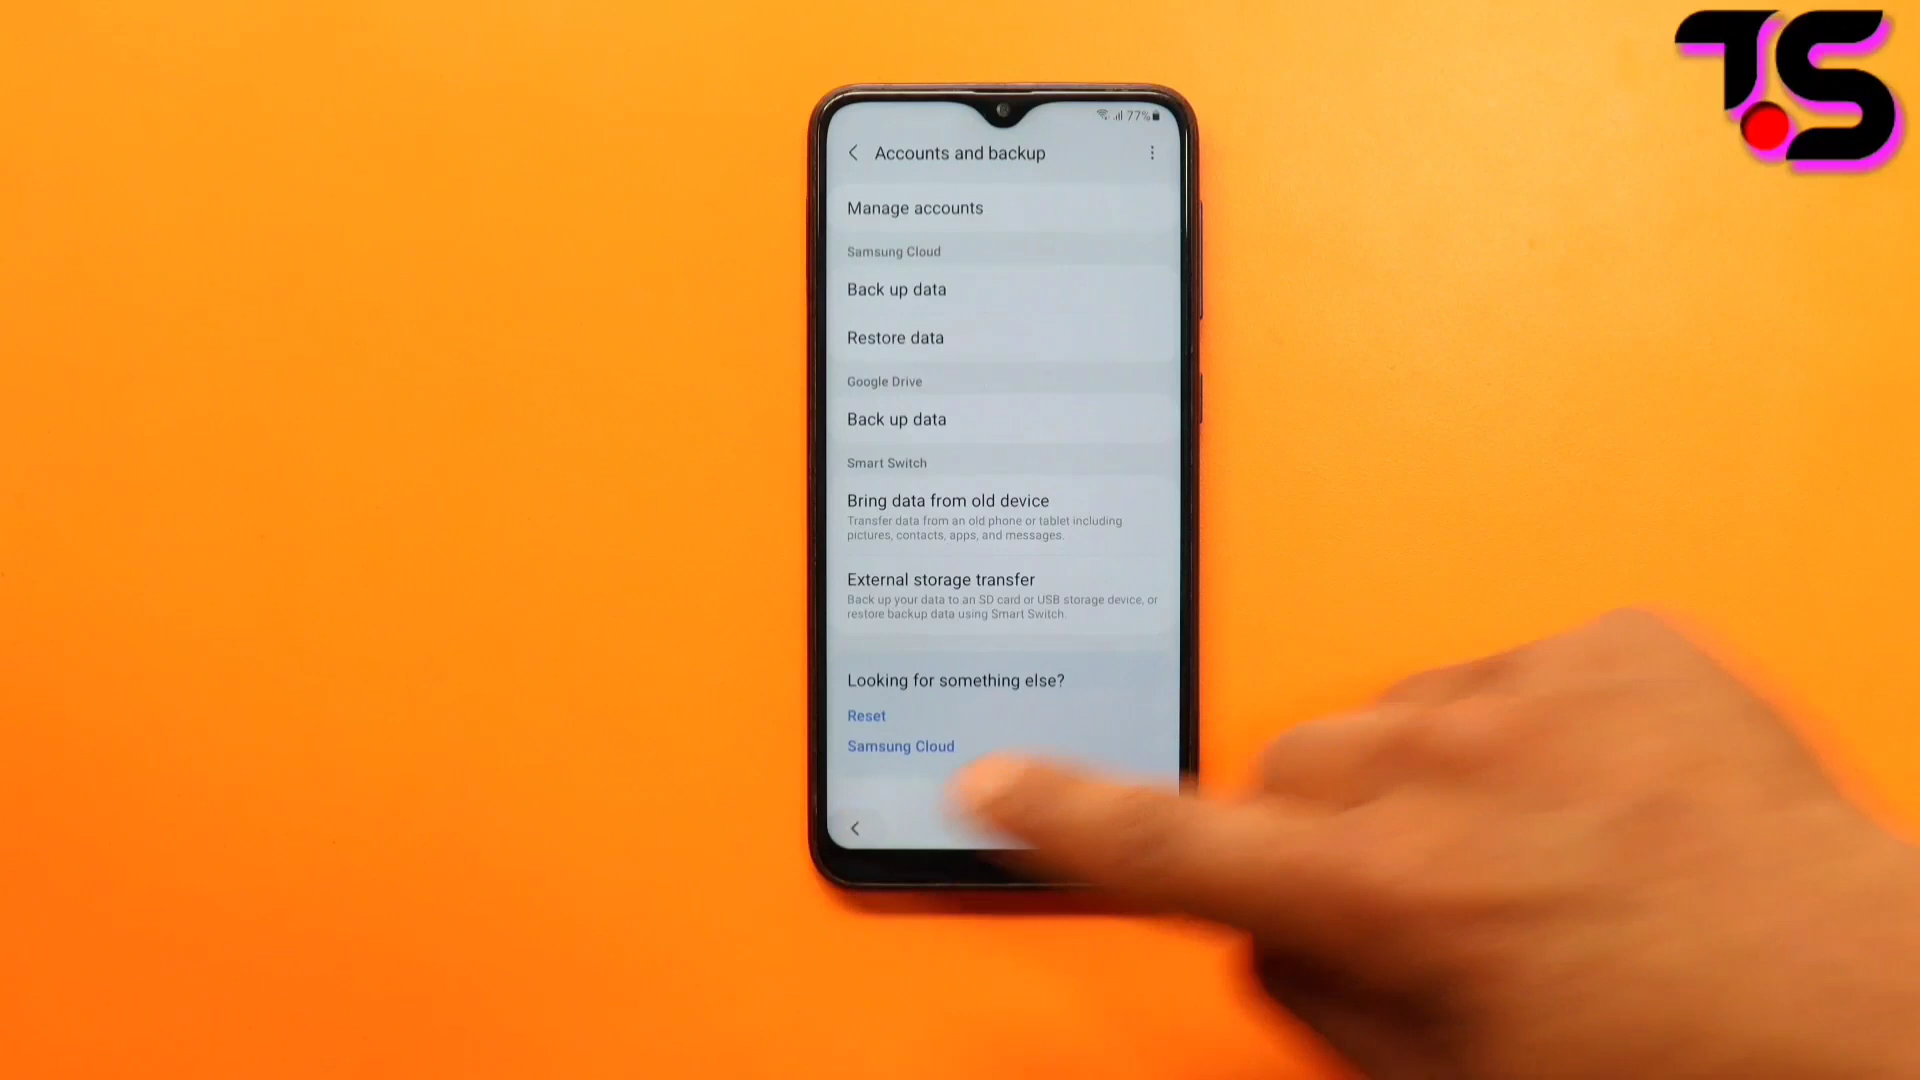 T.S
77%
Accounts and backup
Manage accounts
Samsung Cloud
Back up data
Restore data
Google Drive
Back up data
Smart Switch
Bring data from old device
Transfer data from an old phone or tablet including
pictures, contacts, apps, and messages.
External storage transfer
Back up your data to an SD card or USB storage device, or
restore backup data using Smart Switch.
Looking for something else?
Reset
Samsung Cloud